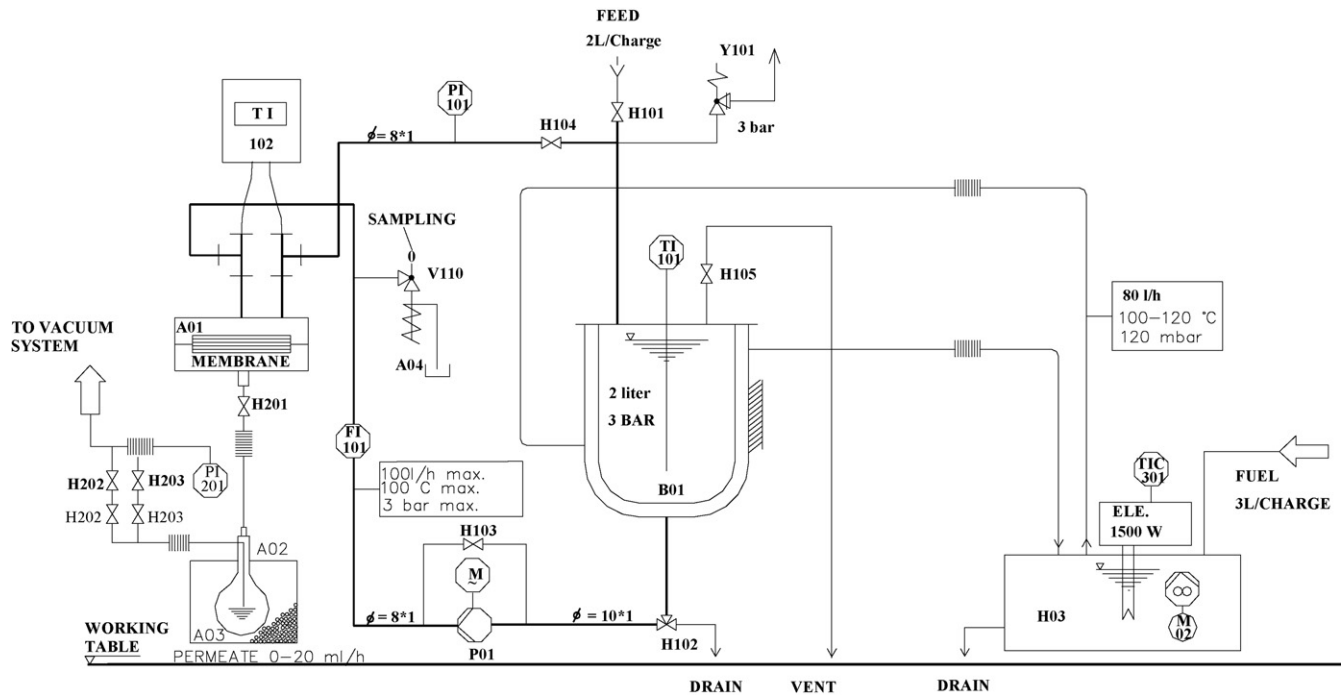 FEED
2L/Charge
Y101
PI
101
T I
H101
H104
3 bar
ϕ= 8*1
102
SAMPLING
0
V110
TI
101
H105
80 l/h
100-120 °C
120 mbar
A01
MEMBRANE
TO VACUUM
SYSTEM
A04
2 liter
3 BAR
H201
FI
101
PI
201
H202
H203
H202
H203
100l/h max.
100 C max.
3 bar max.
B01
TIC
301
FUEL
3L/CHARGE
ELE.
1500 W
H103
M
~
A02
A03
ϕ = 8*1
ϕ = 10*1
P01
H102
H03
M
02
WORKING
TABLE
PERMEATE 0-20 ml/h
DRAIN
VENT
DRAIN